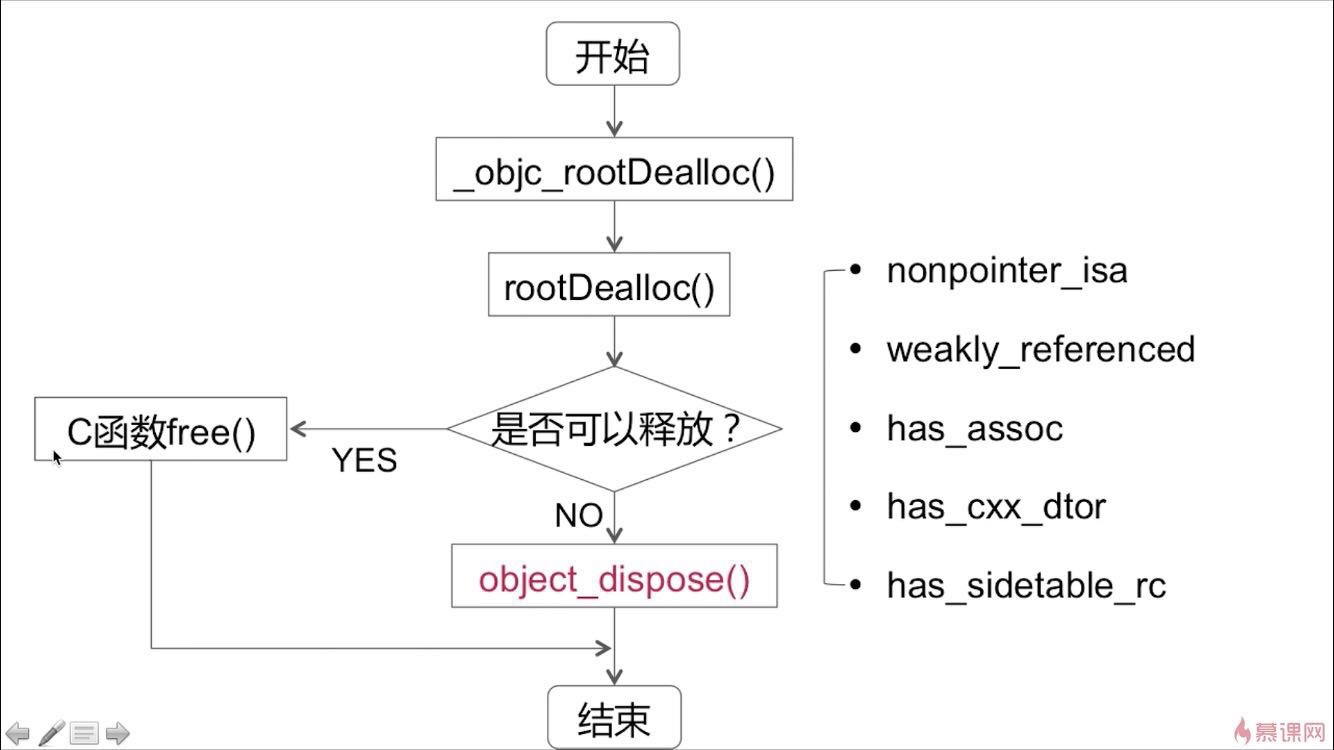 开始
_objc_rootDealloc()
rootDealloc()
是否可以释放？
YES
C函数free()
NO
object_dispose()
结束
• nonpointer_isa
• weakly_referenced
• has_assoc
• has_cxx_dtor
• has_sidetable_rc
慕课网